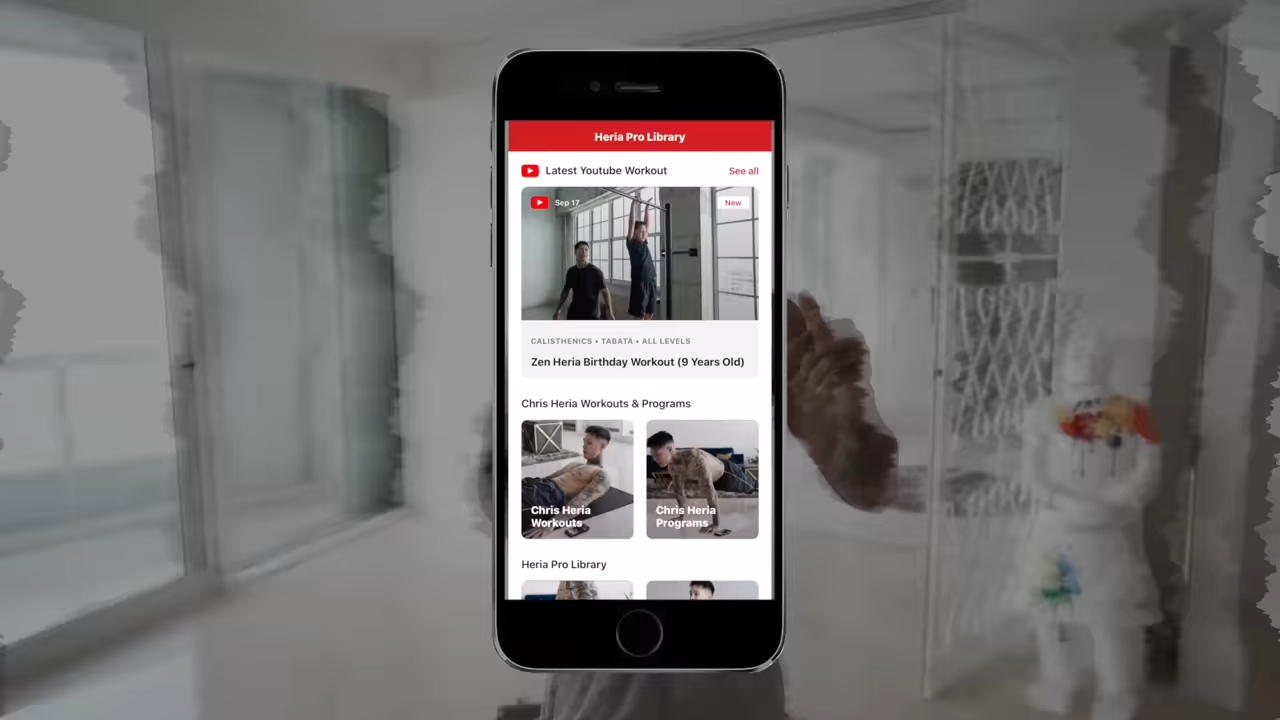 Heria Pro Library
Latest Youtube Workout
See all
Sep 17
New
CALISTHENICS • TABATA • ALL LEVELS
Zen Heria Birthday Workout (9 Years Old)
Chris Heria Workouts & Programs
Chris Heria
Workouts
Chris Heria
Programs
Heria Pro Library